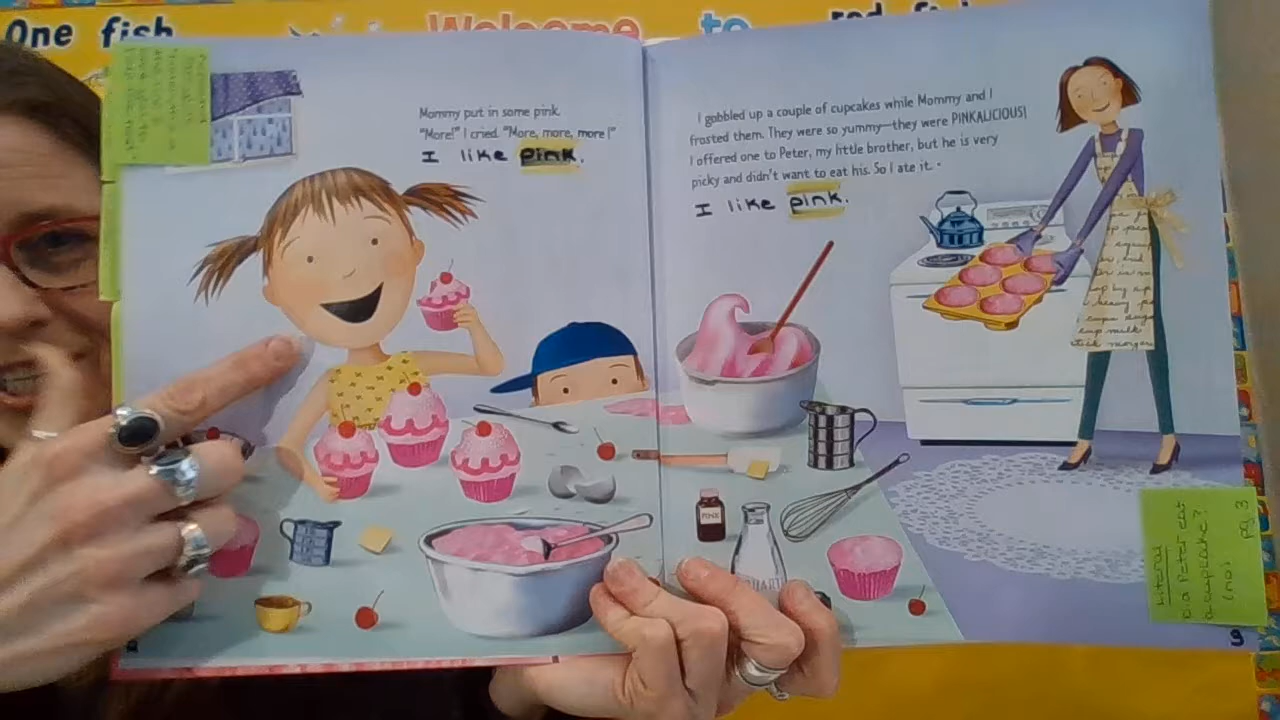 One fish
Welcome to
Mommy put in some pink.
"More!" I cried. "More, more, more!"
I like pink.
I gobbled up a couple of cupcakes while Mommy and I
frosted them. They were so yummy—they were PINKALICIOUS!
I offered one to Peter, my little brother, but he is very
picky and didn't want to eat his. So I ate it.
I like pink.
PINK
QUART
Literal
Did Peter eat
a cupcake?
(no)
pg 3